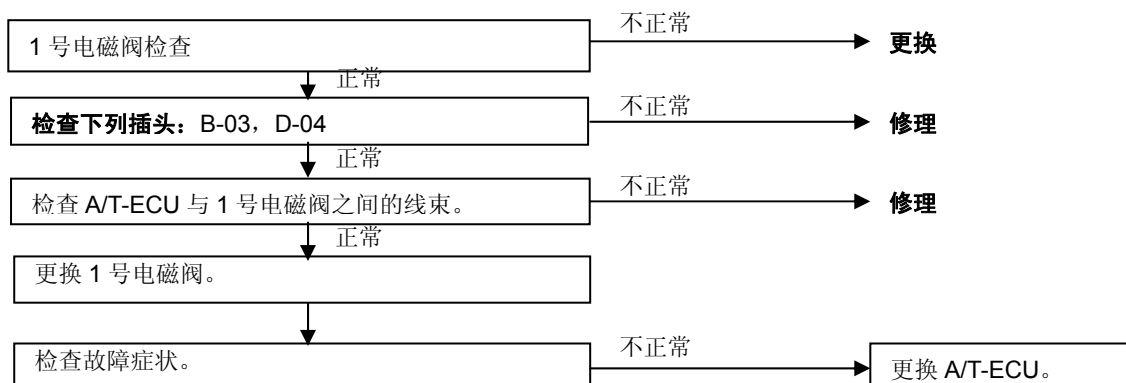 1 号电磁阀检查
不正常
更换
正常
检查下列插头：B-03，D-04
不正常
修理
正常
检查 A/T-ECU 与 1 号电磁阀之间的线束。
不正常
修理
正常
更换 1 号电磁阀。
检查故障症状。
不正常
更换 A/T-ECU。